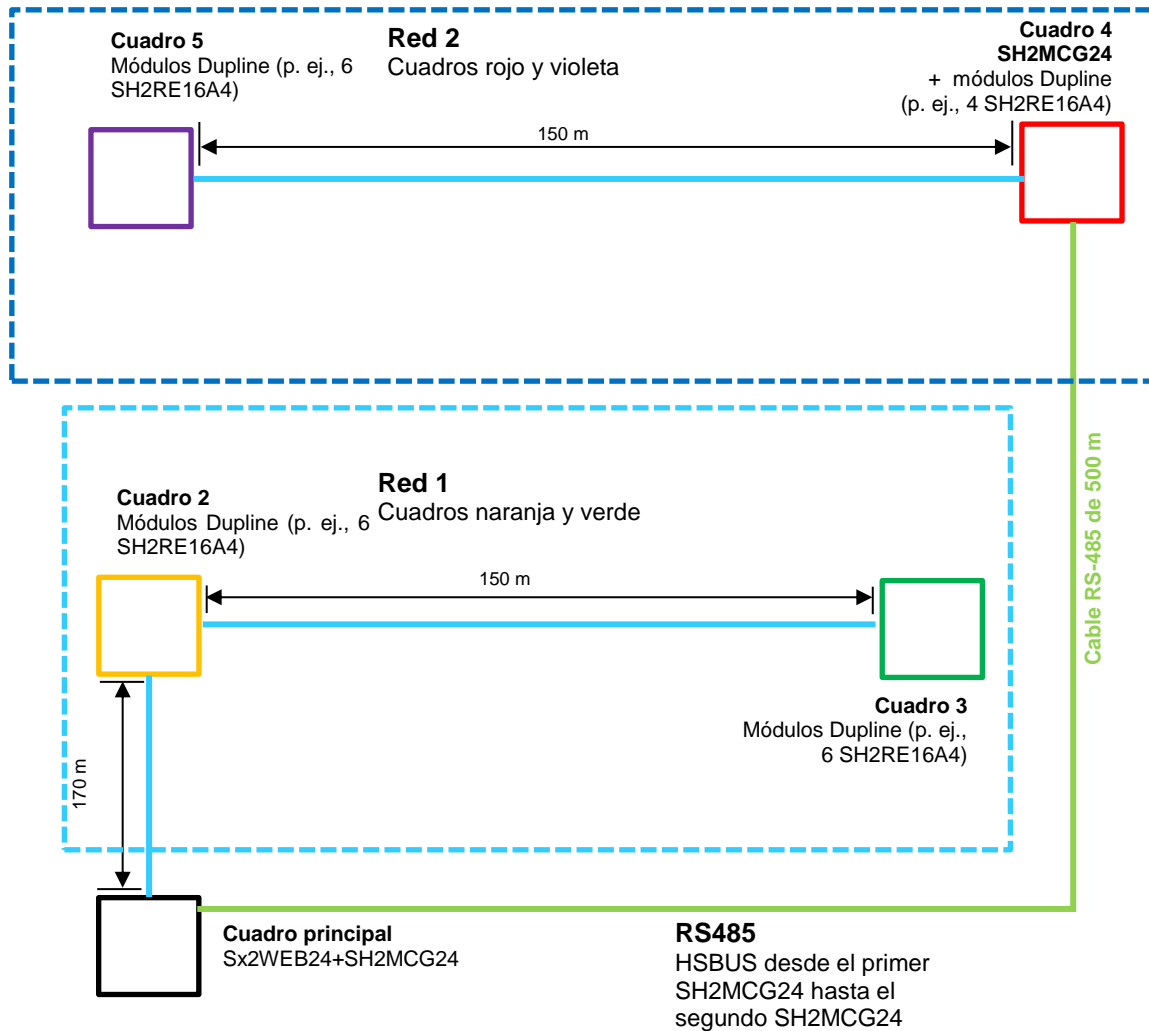 Cuadro 5
Módulos Dupline (p. ej., 6
SH2RE16A4)
Red 2
Cuadros rojo y violeta
Cuadro 4
SH2MCG24
+ módulos Dupline
(p. ej., 4 SH2RE16A4)
150 m
Cuadro 2
Módulos Dupline (p. ej., 6
SH2RE16A4)
Red 1
Cuadros naranja y verde
150 m
Cable RS-485 de 500 m
Cuadro 3
Módulos Dupline (p. ej.,
6 SH2RE16A4)
170 m
Cuadro principal
Sx2WEB24+SH2MCG24
RS485
HSBUS desde el primer
SH2MCG24 hasta el
segundo SH2MCG24